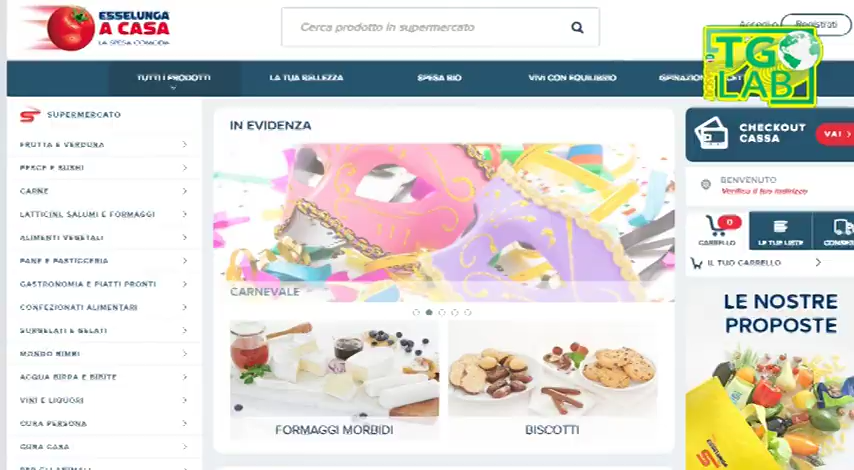 ESSELUNGA
A CASA
LA SPESA COMODA
Cerca prodotto in supermercato
Accedi
Registrati
TG
LAB
TUTTI I PRODOTTI
LA TUA BELLEZZA
SPESA BIO
VIVI CON EQUILIBRIO
SUPERMERCATO
IN EVIDENZA
CHECKOUT
CASSA
VAI
FRUTTA E VERDURA
PESCE E SUSHI
CARNE
LATTICINI, SALUMI E FORMAGGI
ALIMENTI VEGETALI
PANE E PASTICCERIA
GASTRONOMIA E PIATTI PRONTI
CONFEZIONATI ALIMENTARI
SURGELATI E GELATI
MONDO BIMBI
ACQUA BIRRA E BIBITE
VINI E LIQUORI
CURA PERSONA
CURA CASA
PER GLI ANIMALI
BENVENUTO
Verifica il tuo indirizzo
0
CARRELLO
LE TUE LISTE
IL TUO CARRELLO
CARNEVALE
LE NOSTRE
PROPOSTE
FORMAGGI MORBIDI
BISCOTTI
ESSELUNGA